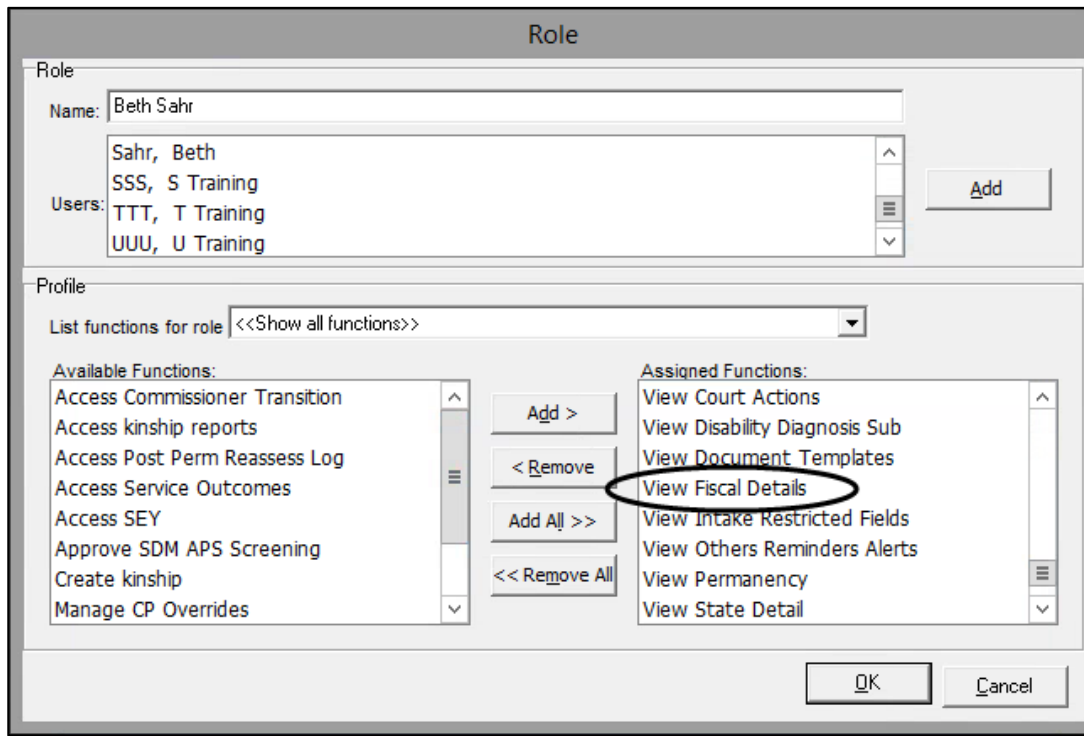 Role
Role
Name: Beth Sahr
Users:
Sahr, Beth
SSS, S Training
TTT, T Training
UUU, U Training
Add
Profile
List functions for role <<Show all functions>>
Available Functions:
Access Commissioner Transition
Access kinship reports
Access Post Perm Reassess Log
Access Service Outcomes
Access SEY
Approve SDM APS Screening
Create kinship
Manage CP Overrides
Add >
< Remove
Add All >>
<< Remove All
Assigned Functions:
View Court Actions
View Disability Diagnosis Sub
View Document Templates
View Fiscal Details
View Intake Restricted Fields
View Others Reminders Alerts
View Permanency
View State Detail
OK
Cancel